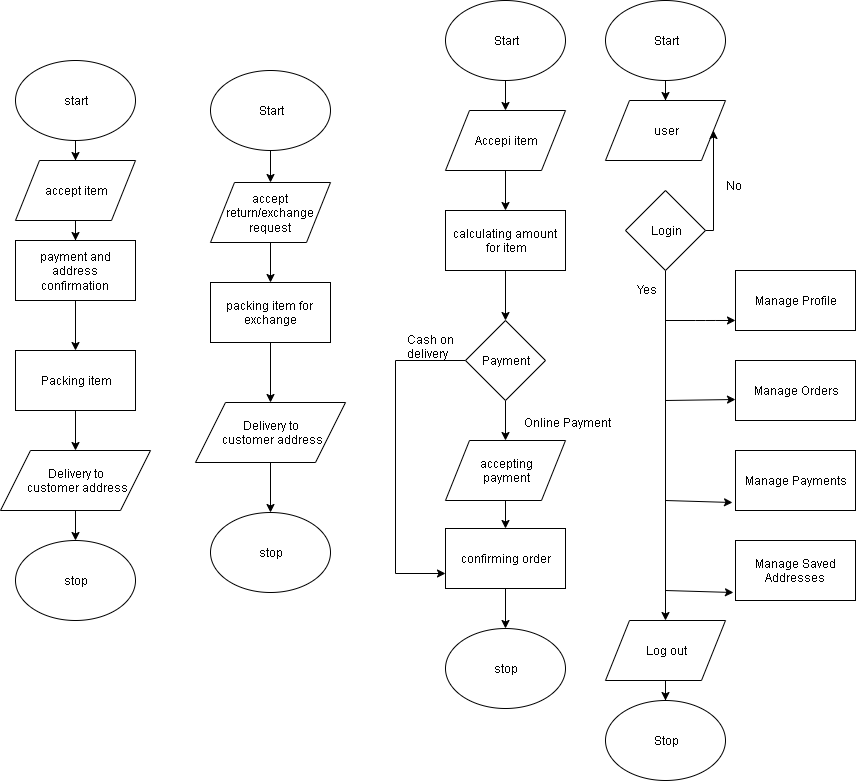 start
accept item
payment and
address
confirmation
Packing item
Delivery to
customer address
stop
Start
accept
return/exchange
request
packing item for
exchange
Delivery to
customer address
stop
Start
Accepi item
calculating amount
for item
Cash on
delivery
Payment
Online Payment
accepting
payment
confirming order
stop
Start
user
No
Login
Yes
Manage Profile
Manage Orders
Manage Payments
Manage Saved
Addresses
Log out
Stop